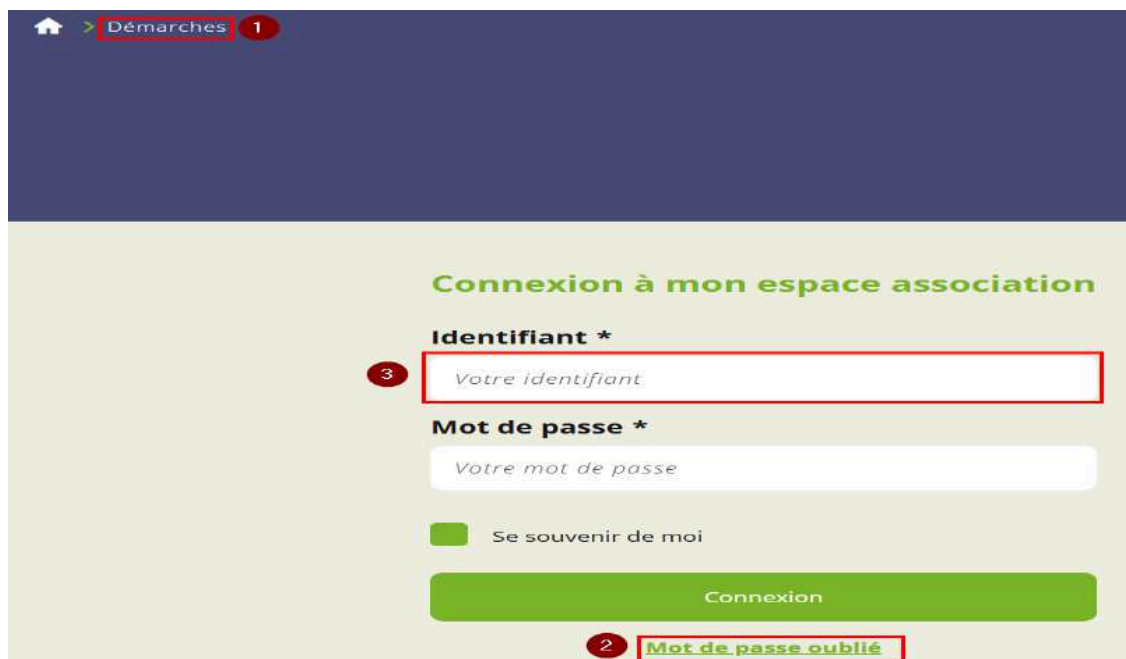 > Démarches 1
Connexion à mon espace association
Identifiant *
3 Votre identifiant
Mot de passe *
Votre mot de passe
Se souvenir de moi
Connexion
2 Mot de passe oublié